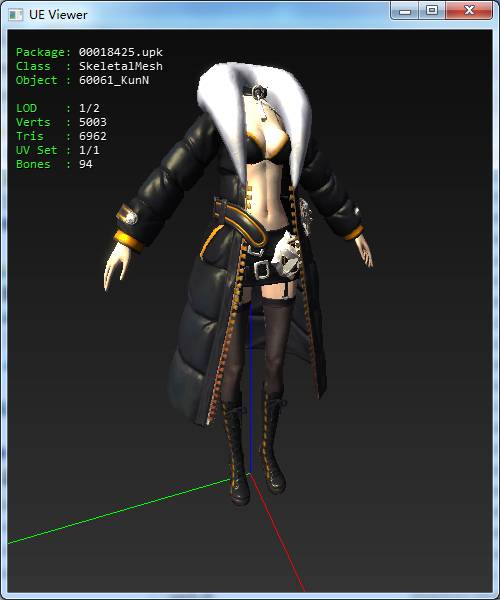 UE Viewer
Package: 00018425.upk
Class : SkeletalMesh
Object : 60061_KunN
LOD : 1/2
Verts : 5003
Tris : 6962
UV Set : 1/1
Bones : 94